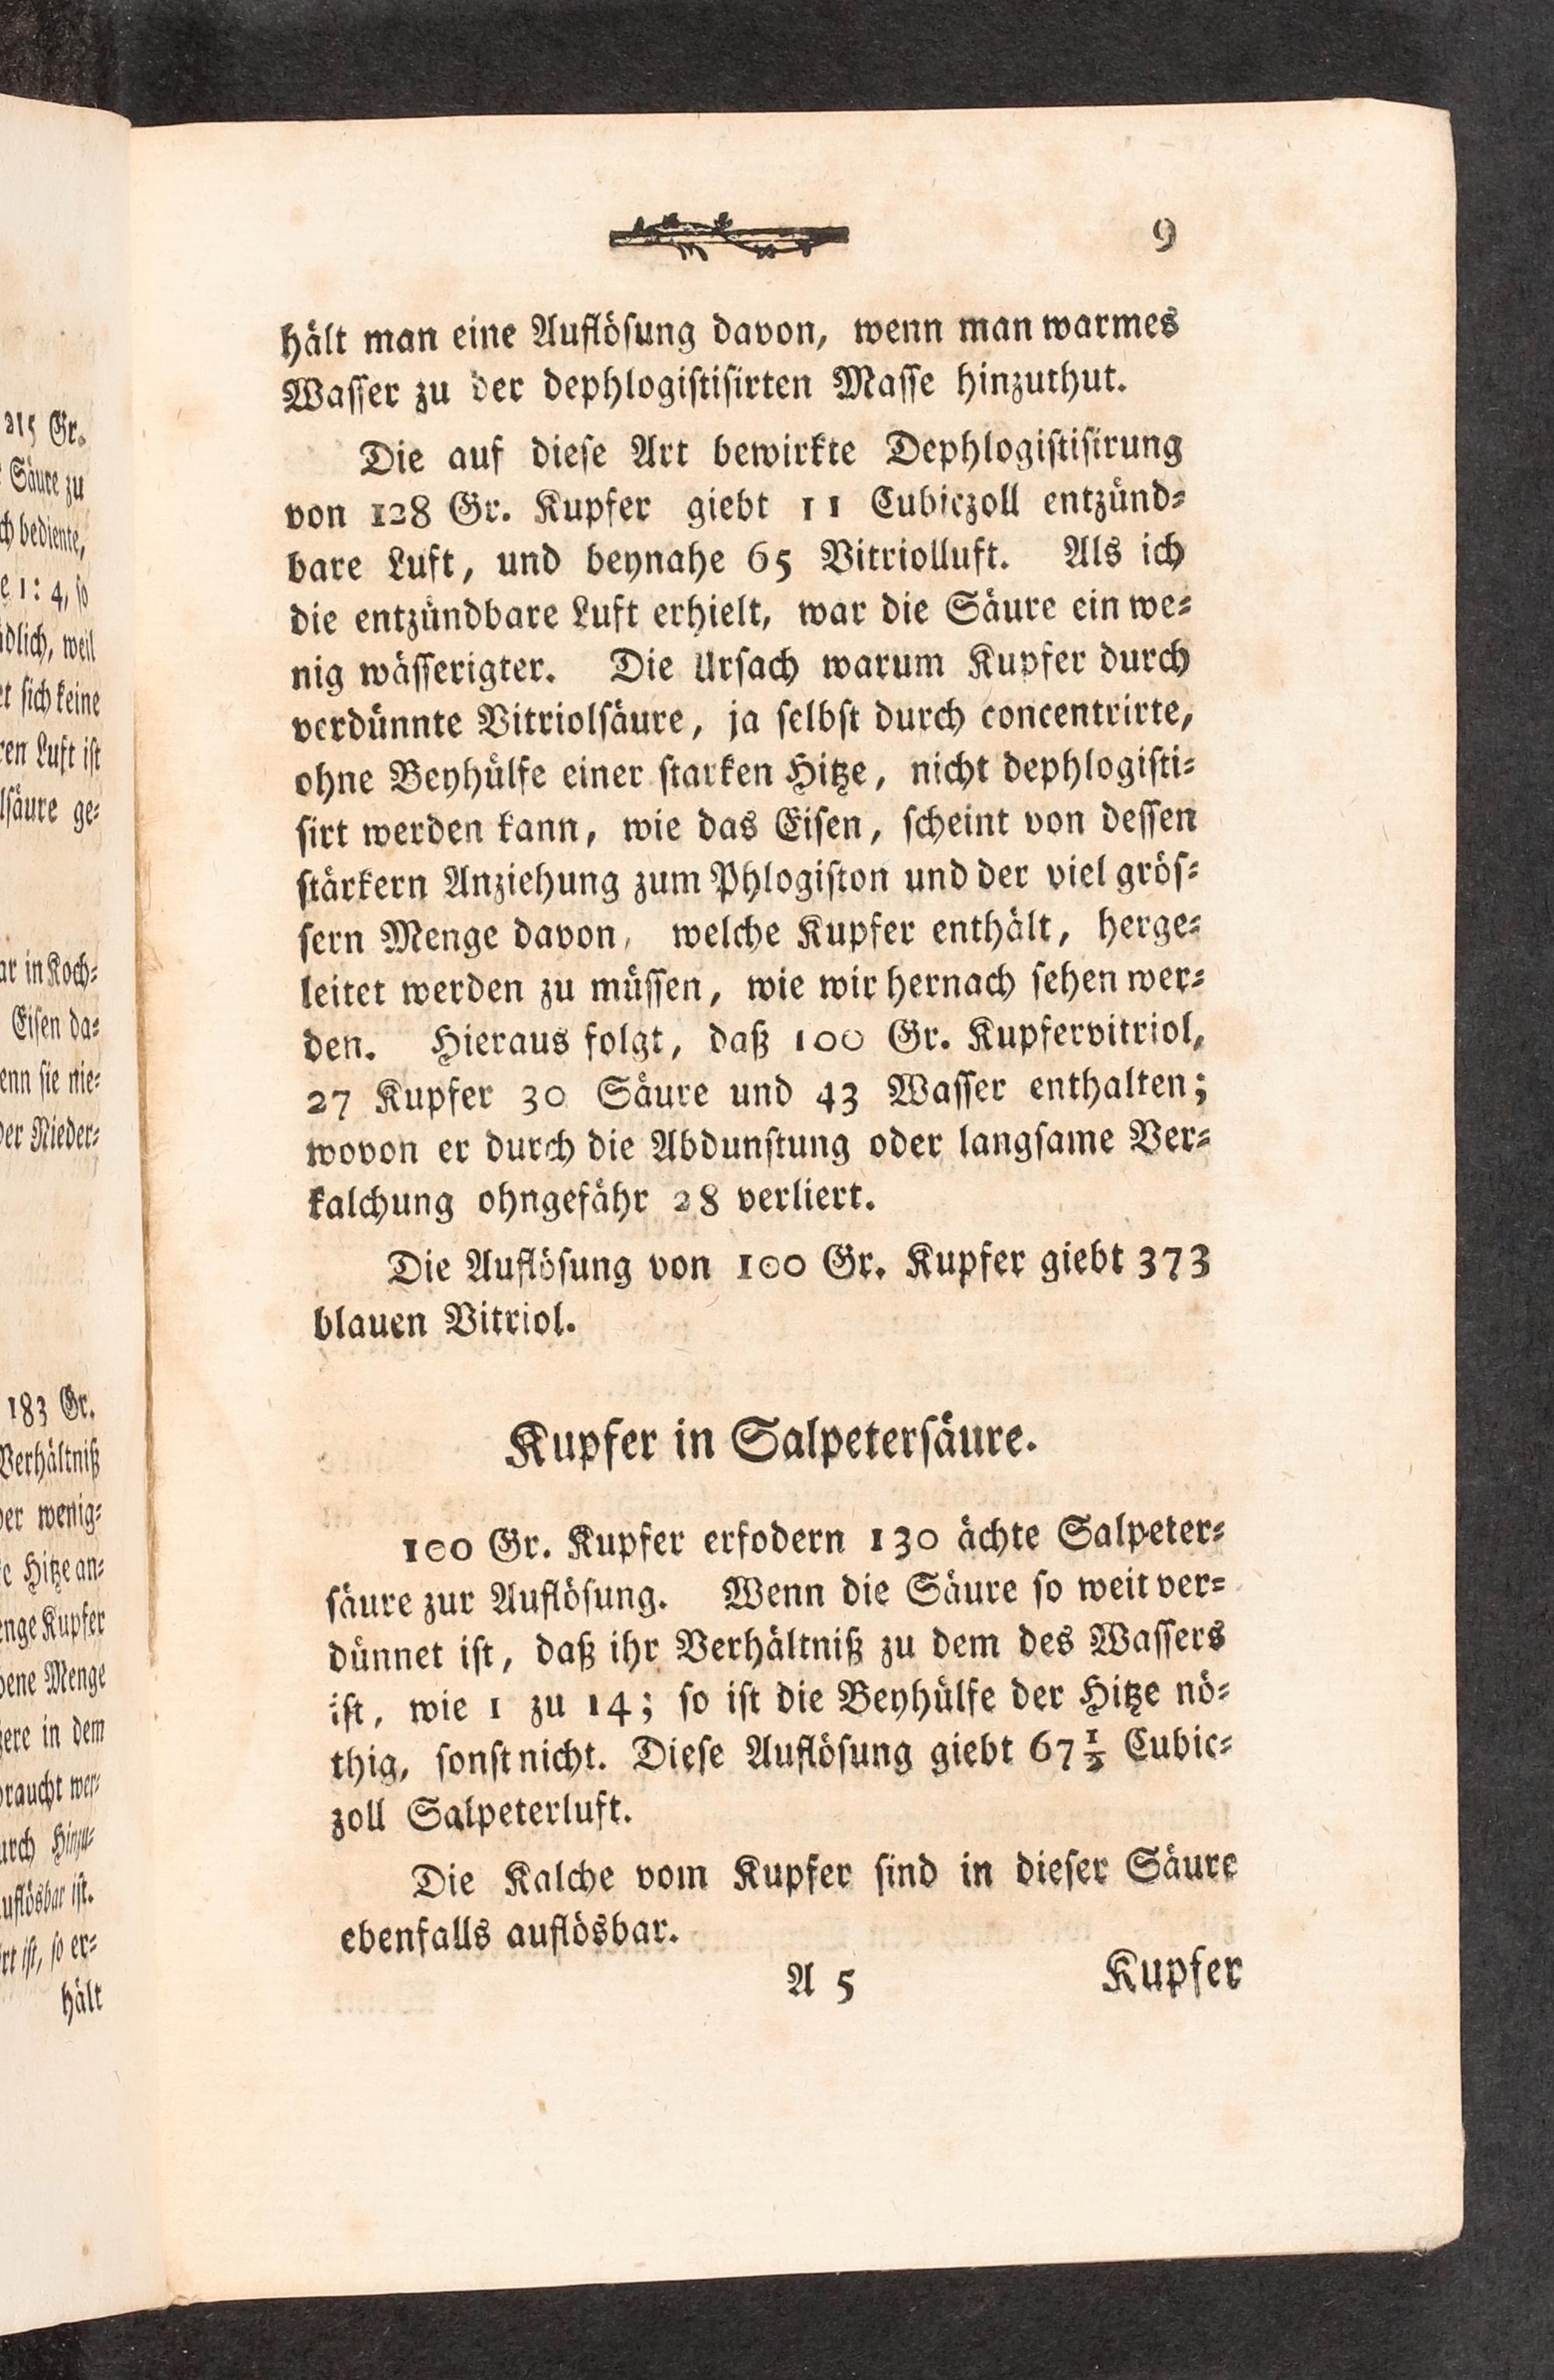 9
hält man eine Auflösung davon, wenn man warmes
Wasser zu der dephlogistisirten Masse hinzuthut.
Die auf diese Art bewirkte Dephlogistisirung
von 128 Gr. Kupfer giebt 11 Cubiczoll entzünd-
bare Luft, und beynahe 65 Vitriolluft. Als ich
die entzündbare Luft erhielt, war die Säure ein we-
nig wässerigter. Die Ursach warum Kupfer durch
verdünnte Vitriolsäure, ja selbst durch concentrirte,
ohne Beyhülfe einer starken Hitze, nicht dephlogisti-
sirt werden kann, wie das Eisen, scheint von dessen
stärkern Anziehung zum Phlogiston und der viel grös-
sern Menge davon, welche Kupfer enthält, herge-
leitet werden zu müssen, wie wir hernach sehen wer-
den. Hieraus folgt, daß 100 Gr. Kupfervitriol,
27 Kupfer 30 Säure und 43 Wasser enthalten;
wovon er durch die Abdunstung oder langsame Ver-
kalchung ohngefähr 28 verliert.
Die Auflösung von 100 Gr. Kupfer giebt 373
blauen Vitriol.
Kupfer in Salpetersäure.
100 Gr. Kupfer erfodern 130 ächte Salpeter-
säure zur Auflösung. Wenn die Säure so weit ver-
dünnet ist, daß ihr Verhältniß zu dem des Wassers
ist, wie 1 zu 14; so ist die Beyhülfe der Hitze nö-
thig, sonst nicht. Diese Auflösung giebt 67 1/2 Cubic-
zoll Salpeterluft.
Die Kalche vom Kupfer sind in dieser Säure
ebenfalls auflösbar.
A 5 Kupfer